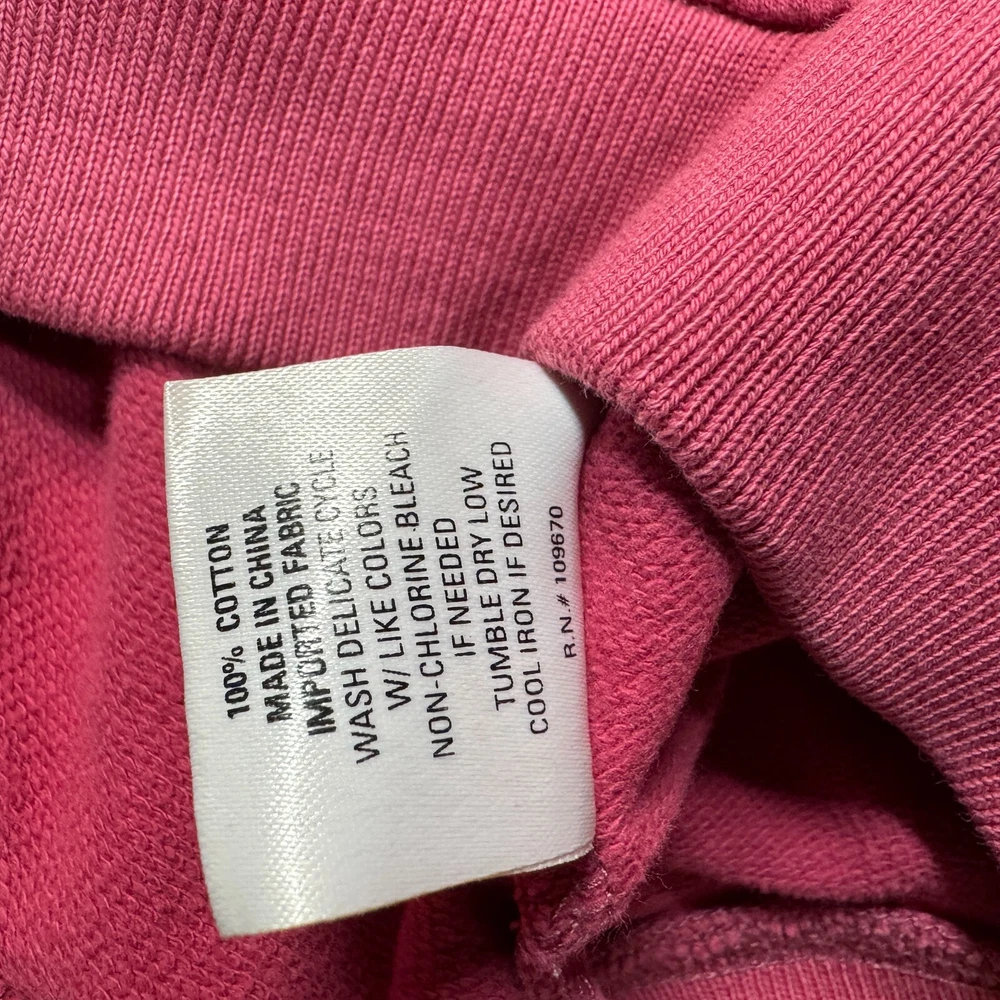 100% COTTON
MADE IN CHINA
IMPORTED FABRIC
WASH DELICATE CYCLE
W/ LIKE COLORS
NON-CHLORINE BLEACH
IF NEEDED
TUMBLE DRY LOW
COOL IRON IF DESIRED
R.N.# 109670